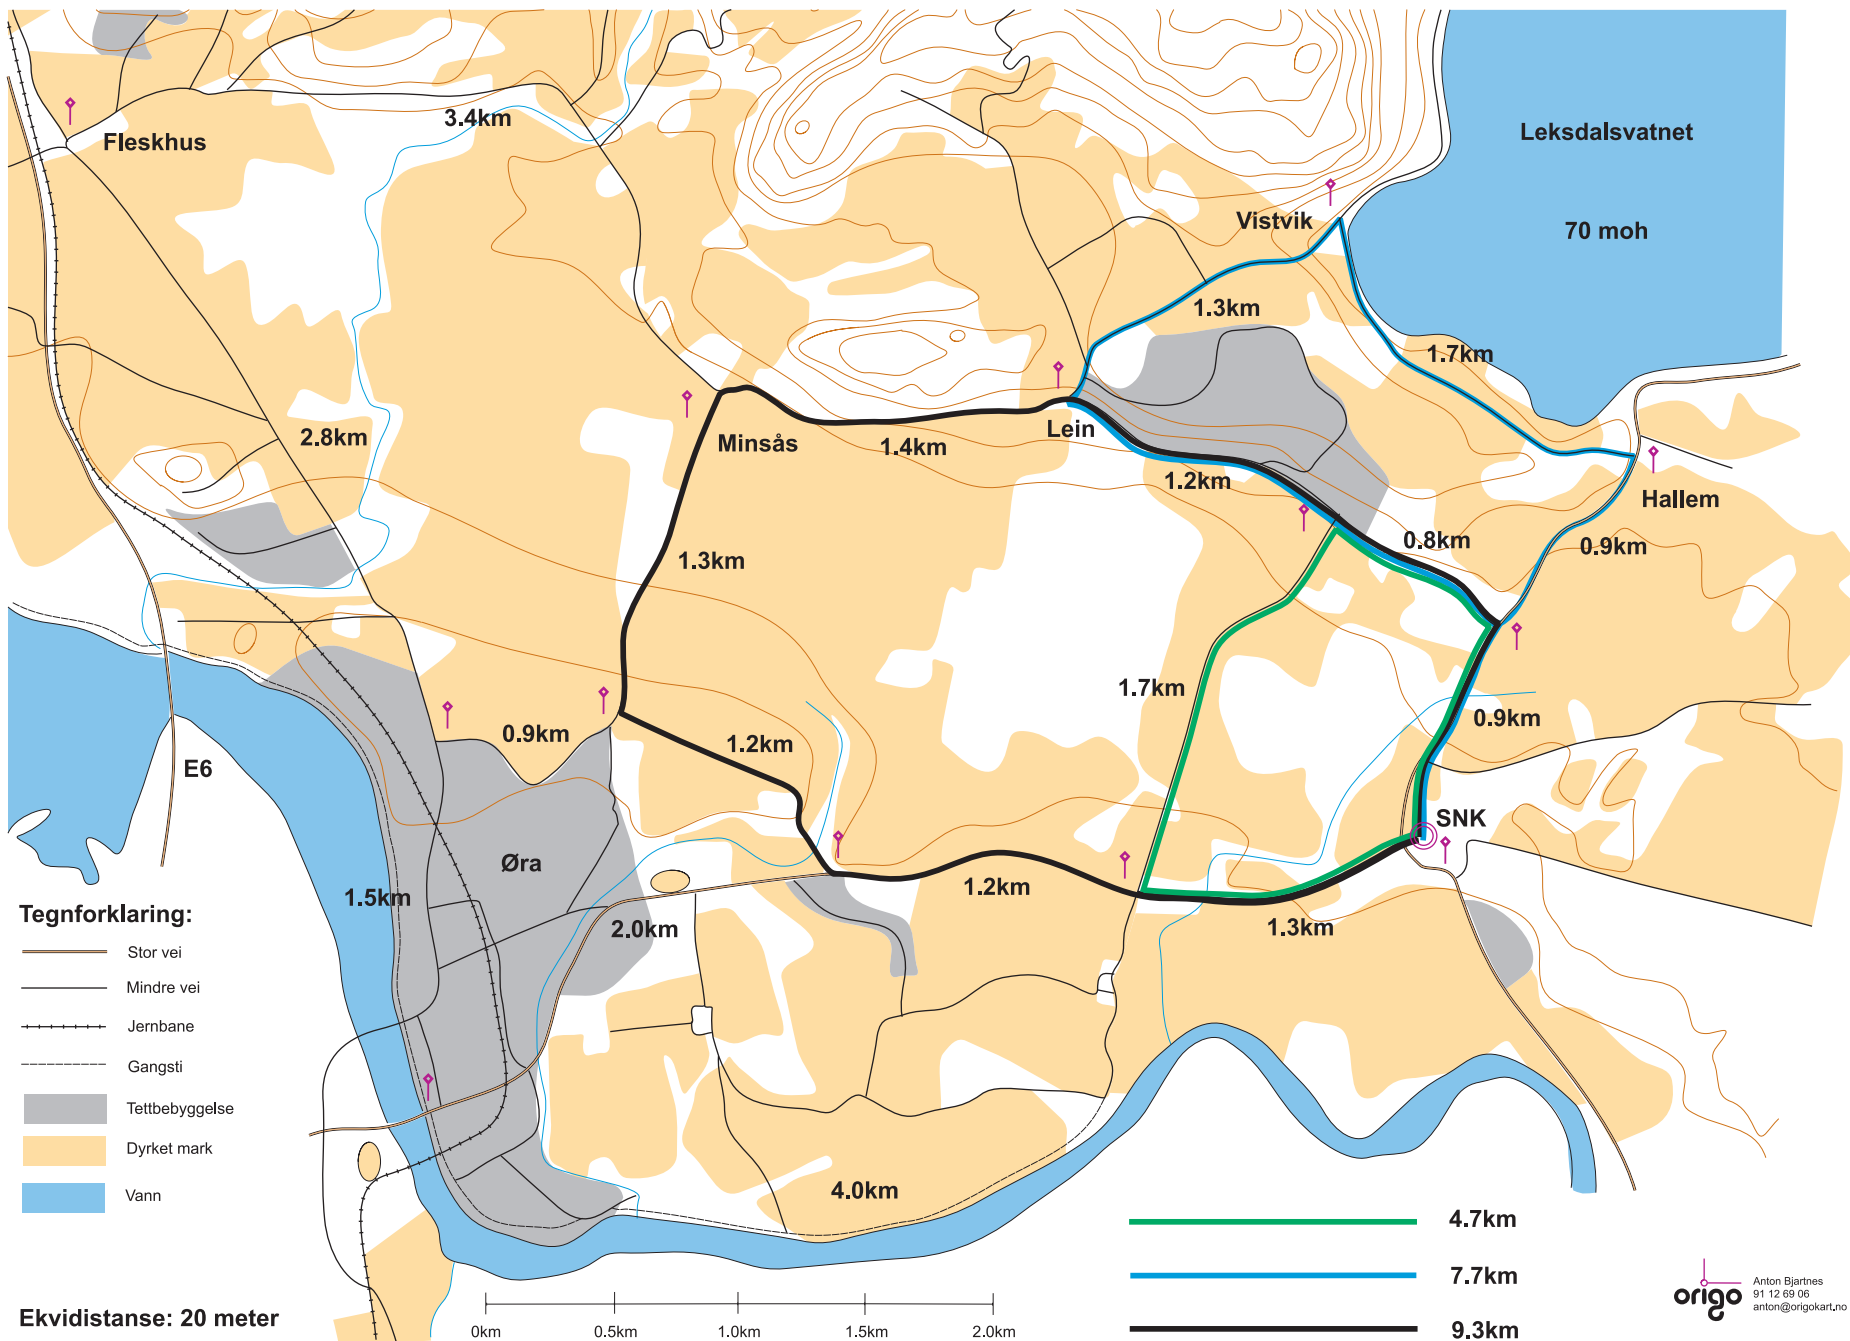 3.4km
Fleskhus
Leksdalsvatnet
Vistvik
70 moh
1.3km
1.7km
2.8km
Minsås
1.4km
Lein
1.2km
Hallem
0.8km
0.9km
1.3km
1.7km
0.9km
1.2km
0.9km
E6
SNK
Øra
1.2km
1.5km
2.0km
1.3km
Tegnforklaring:
Stor vei
Mindre vei
Jernbane
Gangsti
Tettbebyggelse
Dyrket mark
Vann
4.0km
4.7km
7.7km
9.3km
Ekvidistanse: 20 meter
0km
0.5km
1.0km
1.5km
2.0km
origo
Anton Bjartnes
91 12 69 06
anton@origokart.no